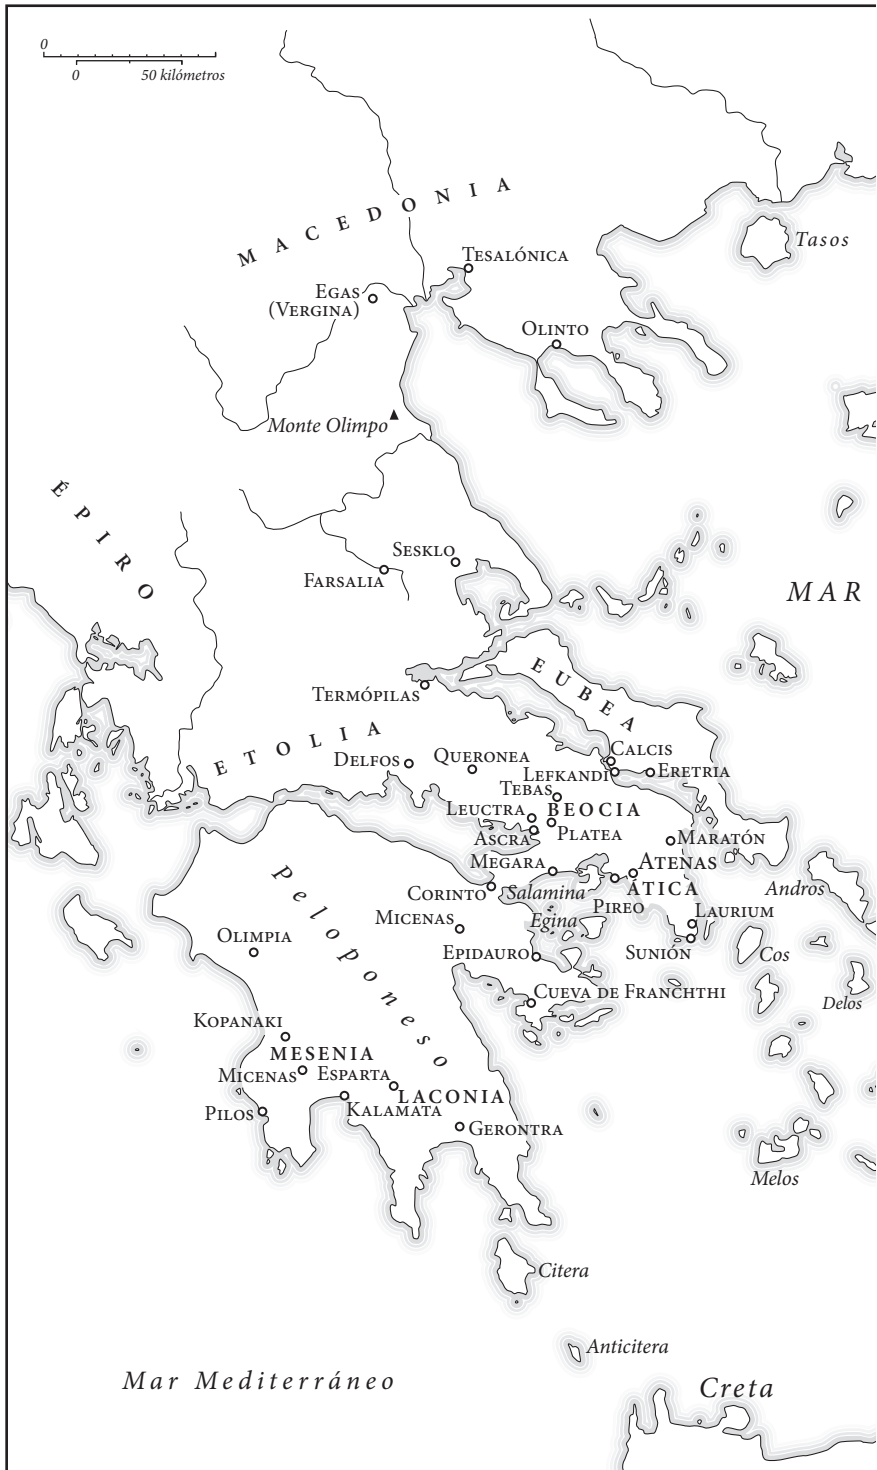 0
0 50 kilómetros
MACEDONIA
Tasos
TESALÓNICA
EGAS
(VERGINA)
OLINTO
Monte Olimpo
ÉPIRO
SESKLO
FARSALIA
MAR
EUBEA
TERMÓPILAS
ETOLIA
CALCIS
DELFOS
QUERONEA
LEFKANDI
ERETRIA
TEBAS
LEUCTRA
BEOCIA
ASCRA
PLATEA
MARATÓN
MEGARA
ATENAS
CORINTO
Salamina
ÁTICA
Andros
PIREO
MICENAS
Egina
LAURIUM
Peloponeso
OLIMPIA
EPIDAURO
SUNIÓN
Cos
CUEVA DE FRANCHTHI
Delos
KOPANAKI
MESENIA
MICENAS
ESPARTA
LACONIA
PILOS
KALAMATA
GERONTRA
Melos
Citera
Anticitera
Mar Mediterráneo
Creta